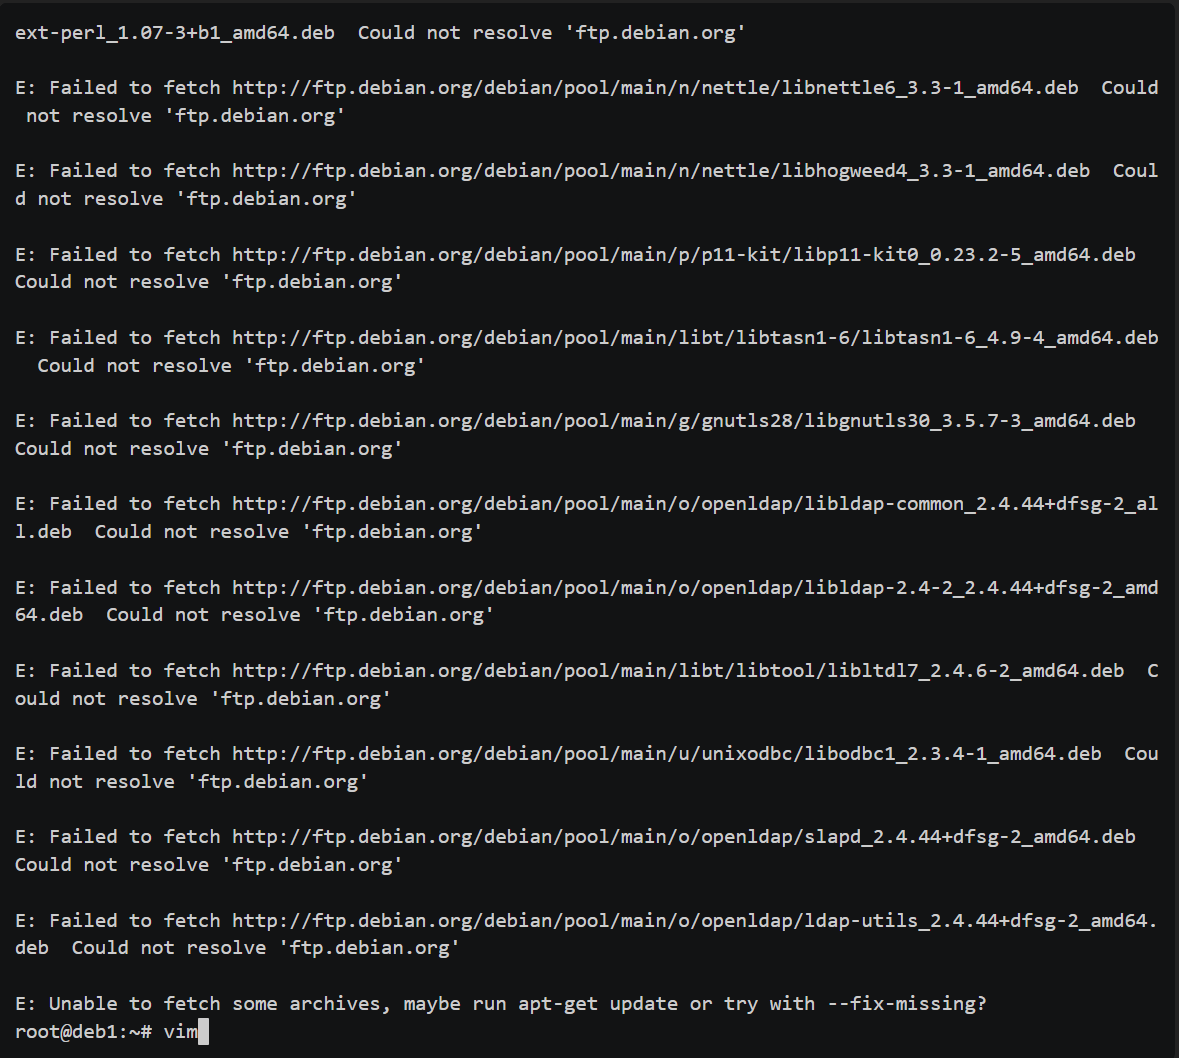 ext-perl_1.07-3+b1_amd64.deb  Could not resolve 'ftp.debian.org'
E: Failed to fetch http://ftp.debian.org/debian/pool/main/n/nettle/libnettle6_3.3-1_amd64.deb  Could
 not resolve 'ftp.debian.org'
E: Failed to fetch http://ftp.debian.org/debian/pool/main/n/nettle/libhogweed4_3.3-1_amd64.deb  Coul
d not resolve 'ftp.debian.org'
E: Failed to fetch http://ftp.debian.org/debian/pool/main/p/p11-kit/libp11-kit0_0.23.2-5_amd64.deb
Could not resolve 'ftp.debian.org'
E: Failed to fetch http://ftp.debian.org/debian/pool/main/libt/libtasn1-6/libtasn1-6_4.9-4_amd64.deb
  Could not resolve 'ftp.debian.org'
E: Failed to fetch http://ftp.debian.org/debian/pool/main/g/gnutls28/libgnutls30_3.5.7-3_amd64.deb
Could not resolve 'ftp.debian.org'
E: Failed to fetch http://ftp.debian.org/debian/pool/main/o/openldap/libldap-common_2.4.44+dfsg-2_al
l.deb  Could not resolve 'ftp.debian.org'
E: Failed to fetch http://ftp.debian.org/debian/pool/main/o/openldap/libldap-2.4-2_2.4.44+dfsg-2_amd
64.deb  Could not resolve 'ftp.debian.org'
E: Failed to fetch http://ftp.debian.org/debian/pool/main/libt/libtool/libltdl7_2.4.6-2_amd64.deb  C
ould not resolve 'ftp.debian.org'
E: Failed to fetch http://ftp.debian.org/debian/pool/main/u/unixodbc/libodbc1_2.3.4-1_amd64.deb  Cou
ld not resolve 'ftp.debian.org'
E: Failed to fetch http://ftp.debian.org/debian/pool/main/o/openldap/slapd_2.4.44+dfsg-2_amd64.deb
Could not resolve 'ftp.debian.org'
E: Failed to fetch http://ftp.debian.org/debian/pool/main/o/openldap/ldap-utils_2.4.44+dfsg-2_amd64.
deb  Could not resolve 'ftp.debian.org'
E: Unable to fetch some archives, maybe run apt-get update or try with --fix-missing?
root@deb1:~# vim